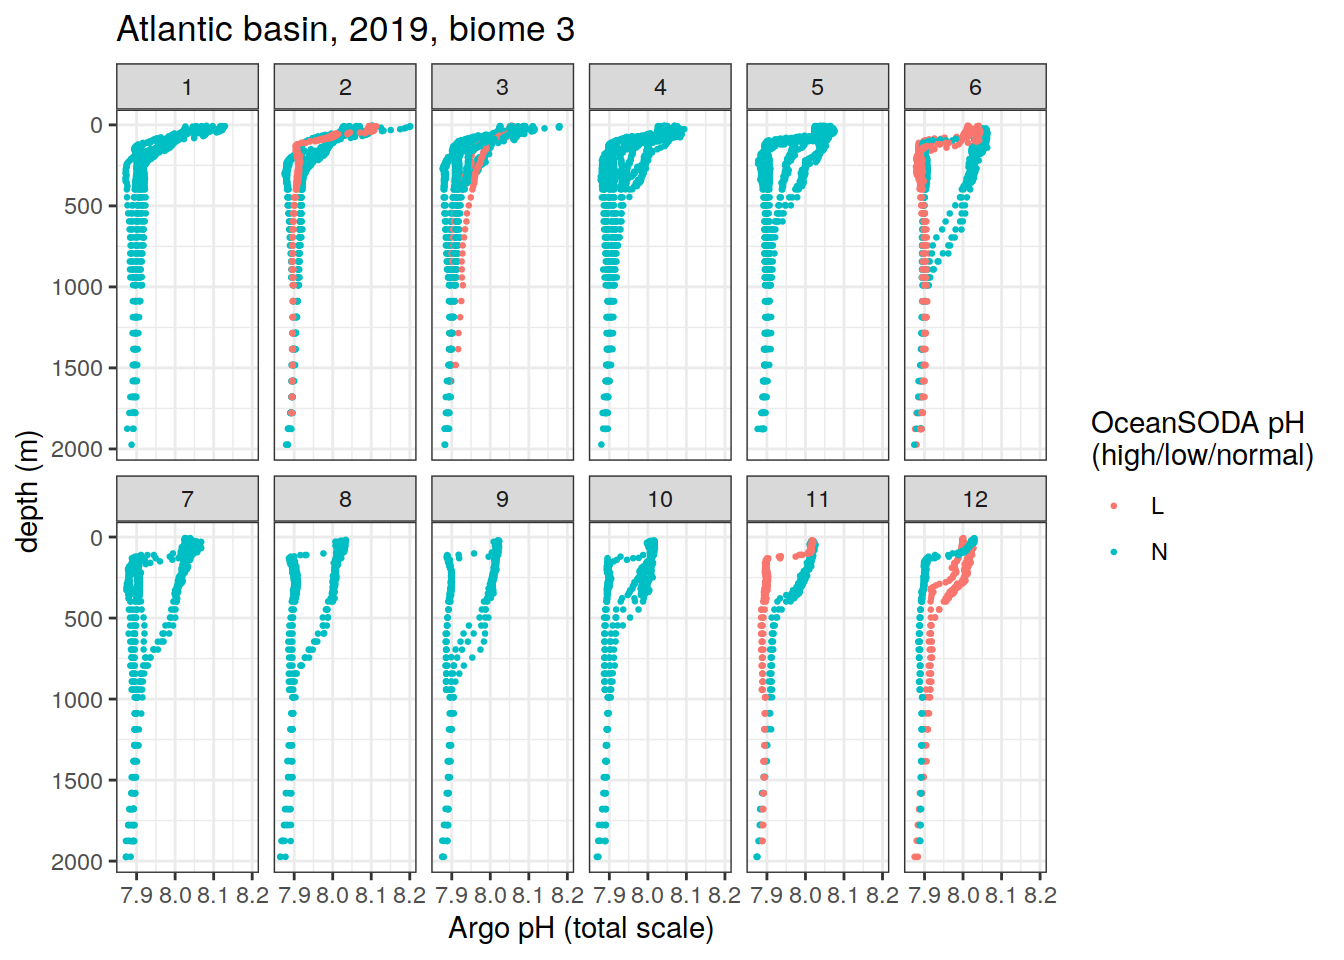 Atlantic basin, 2019, biome 3
1 2 3 4 5 6
0
500
1000
1500
2000
7 8 9 10 11 12
0
500
1000
1500
2000
7.9 8.0 8.1 8.2 7.9 8.0 8.1 8.2 7.9 8.0 8.1 8.2 7.9 8.0 8.1 8.2 7.9 8.0 8.1 8.2 7.9 8.0 8.1 8.2
Argo pH (total scale)
depth (m)
OceanSODA pH
(high/low/normal)
L
N